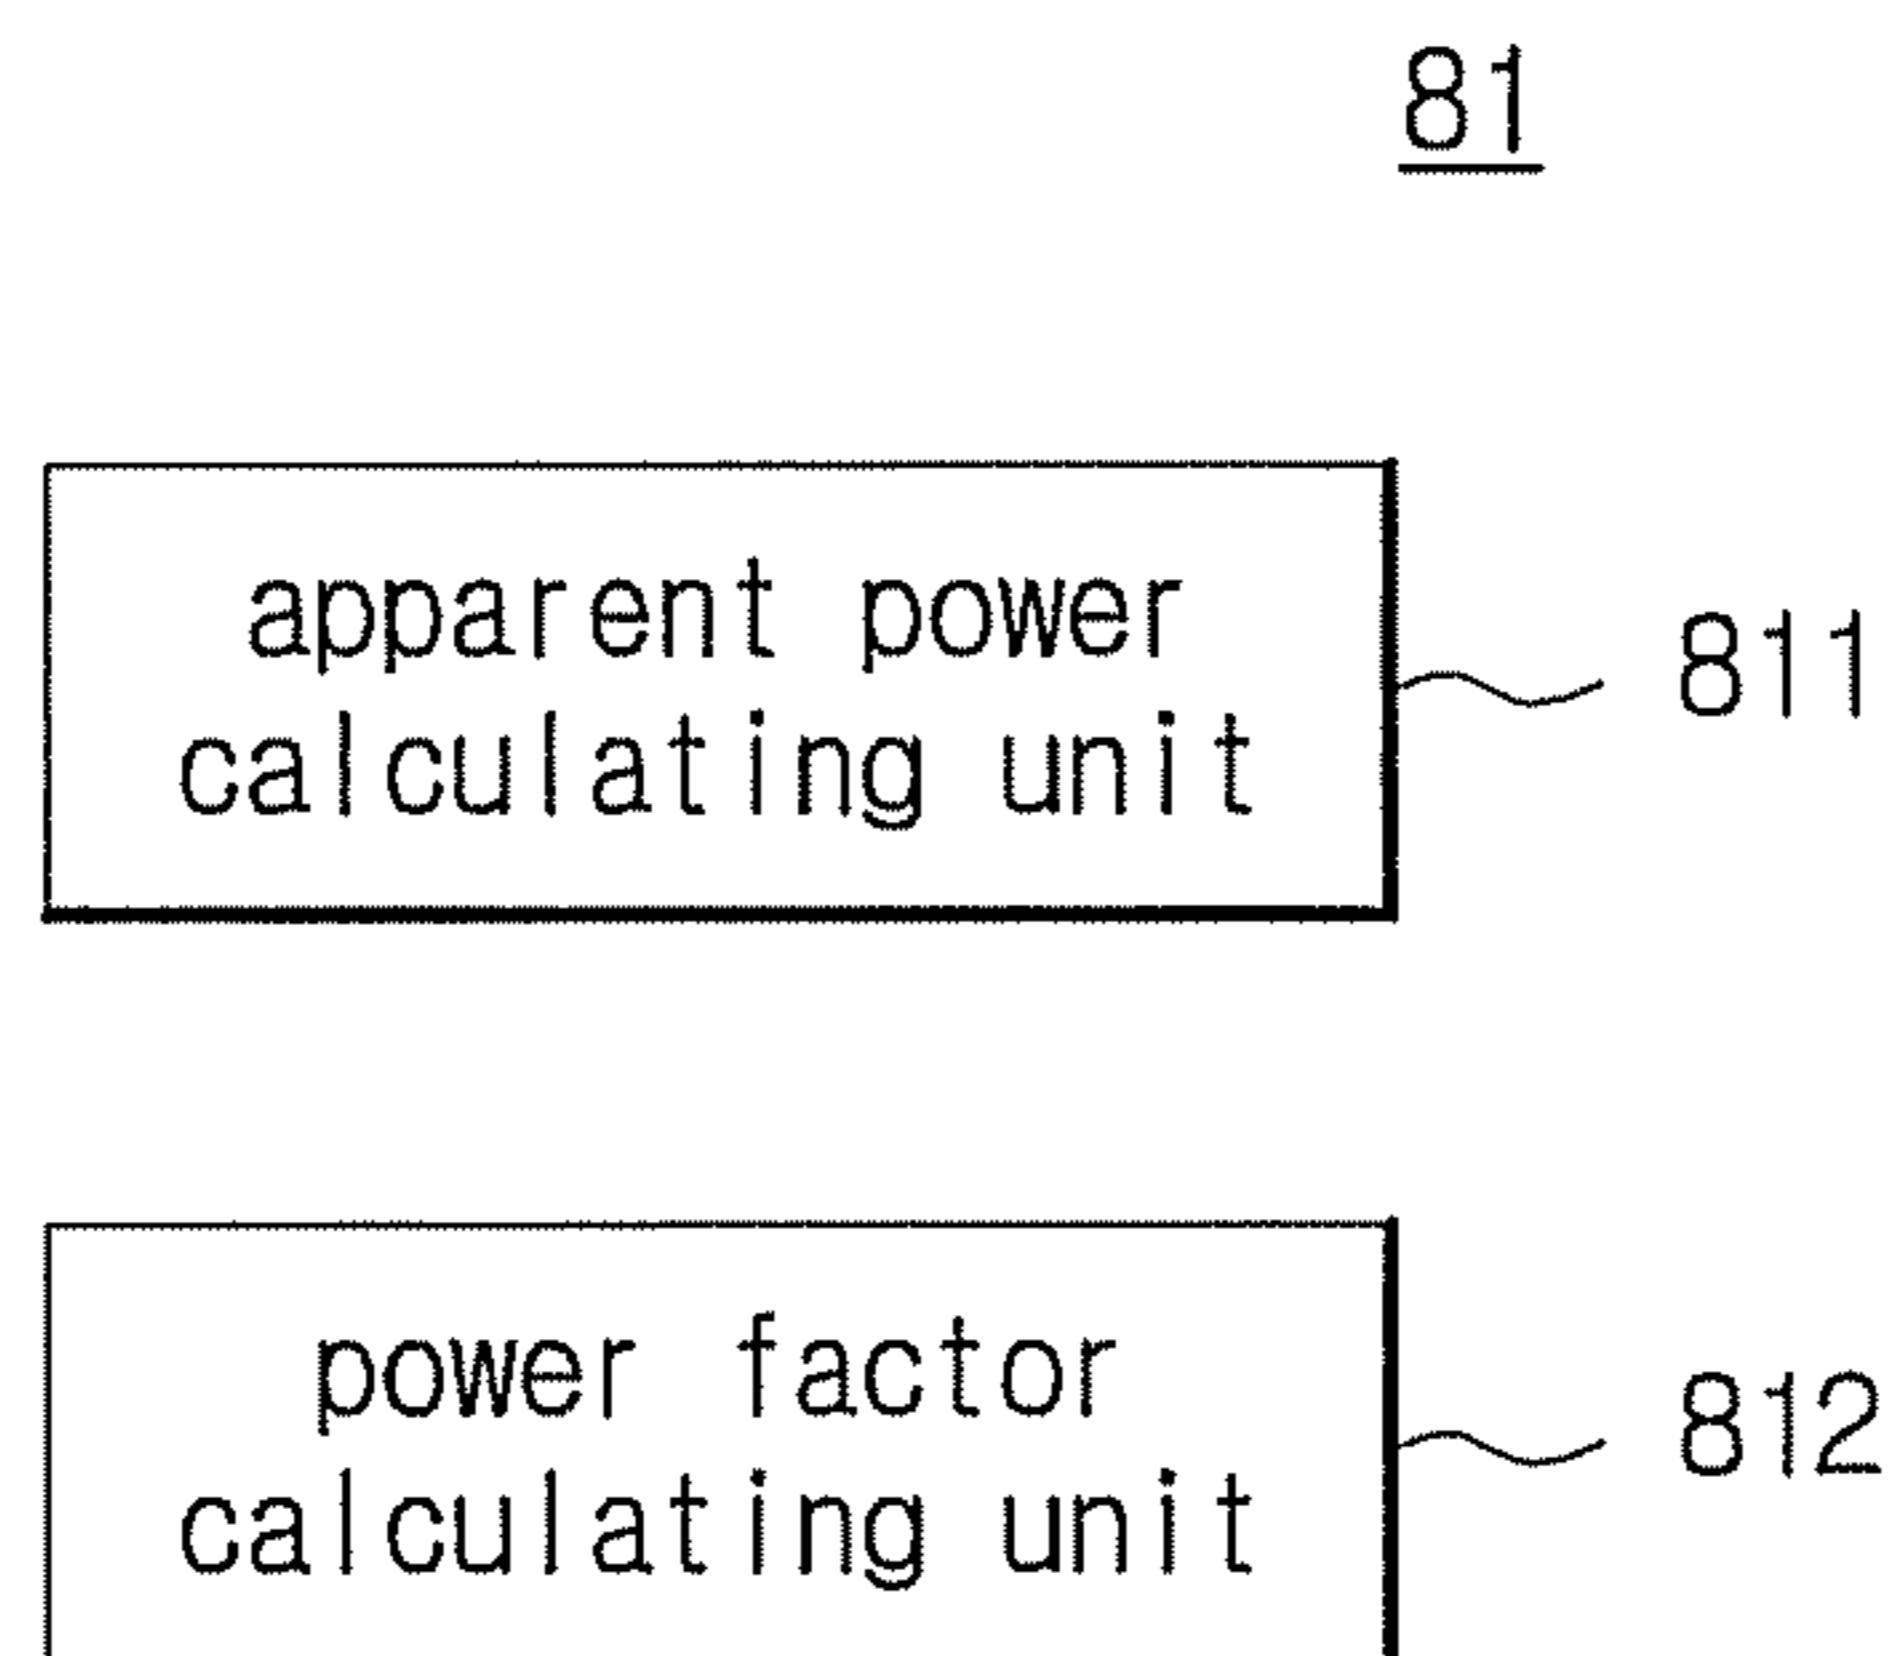 81
apparent power
calculating unit
811
power factor
calculating unit
812